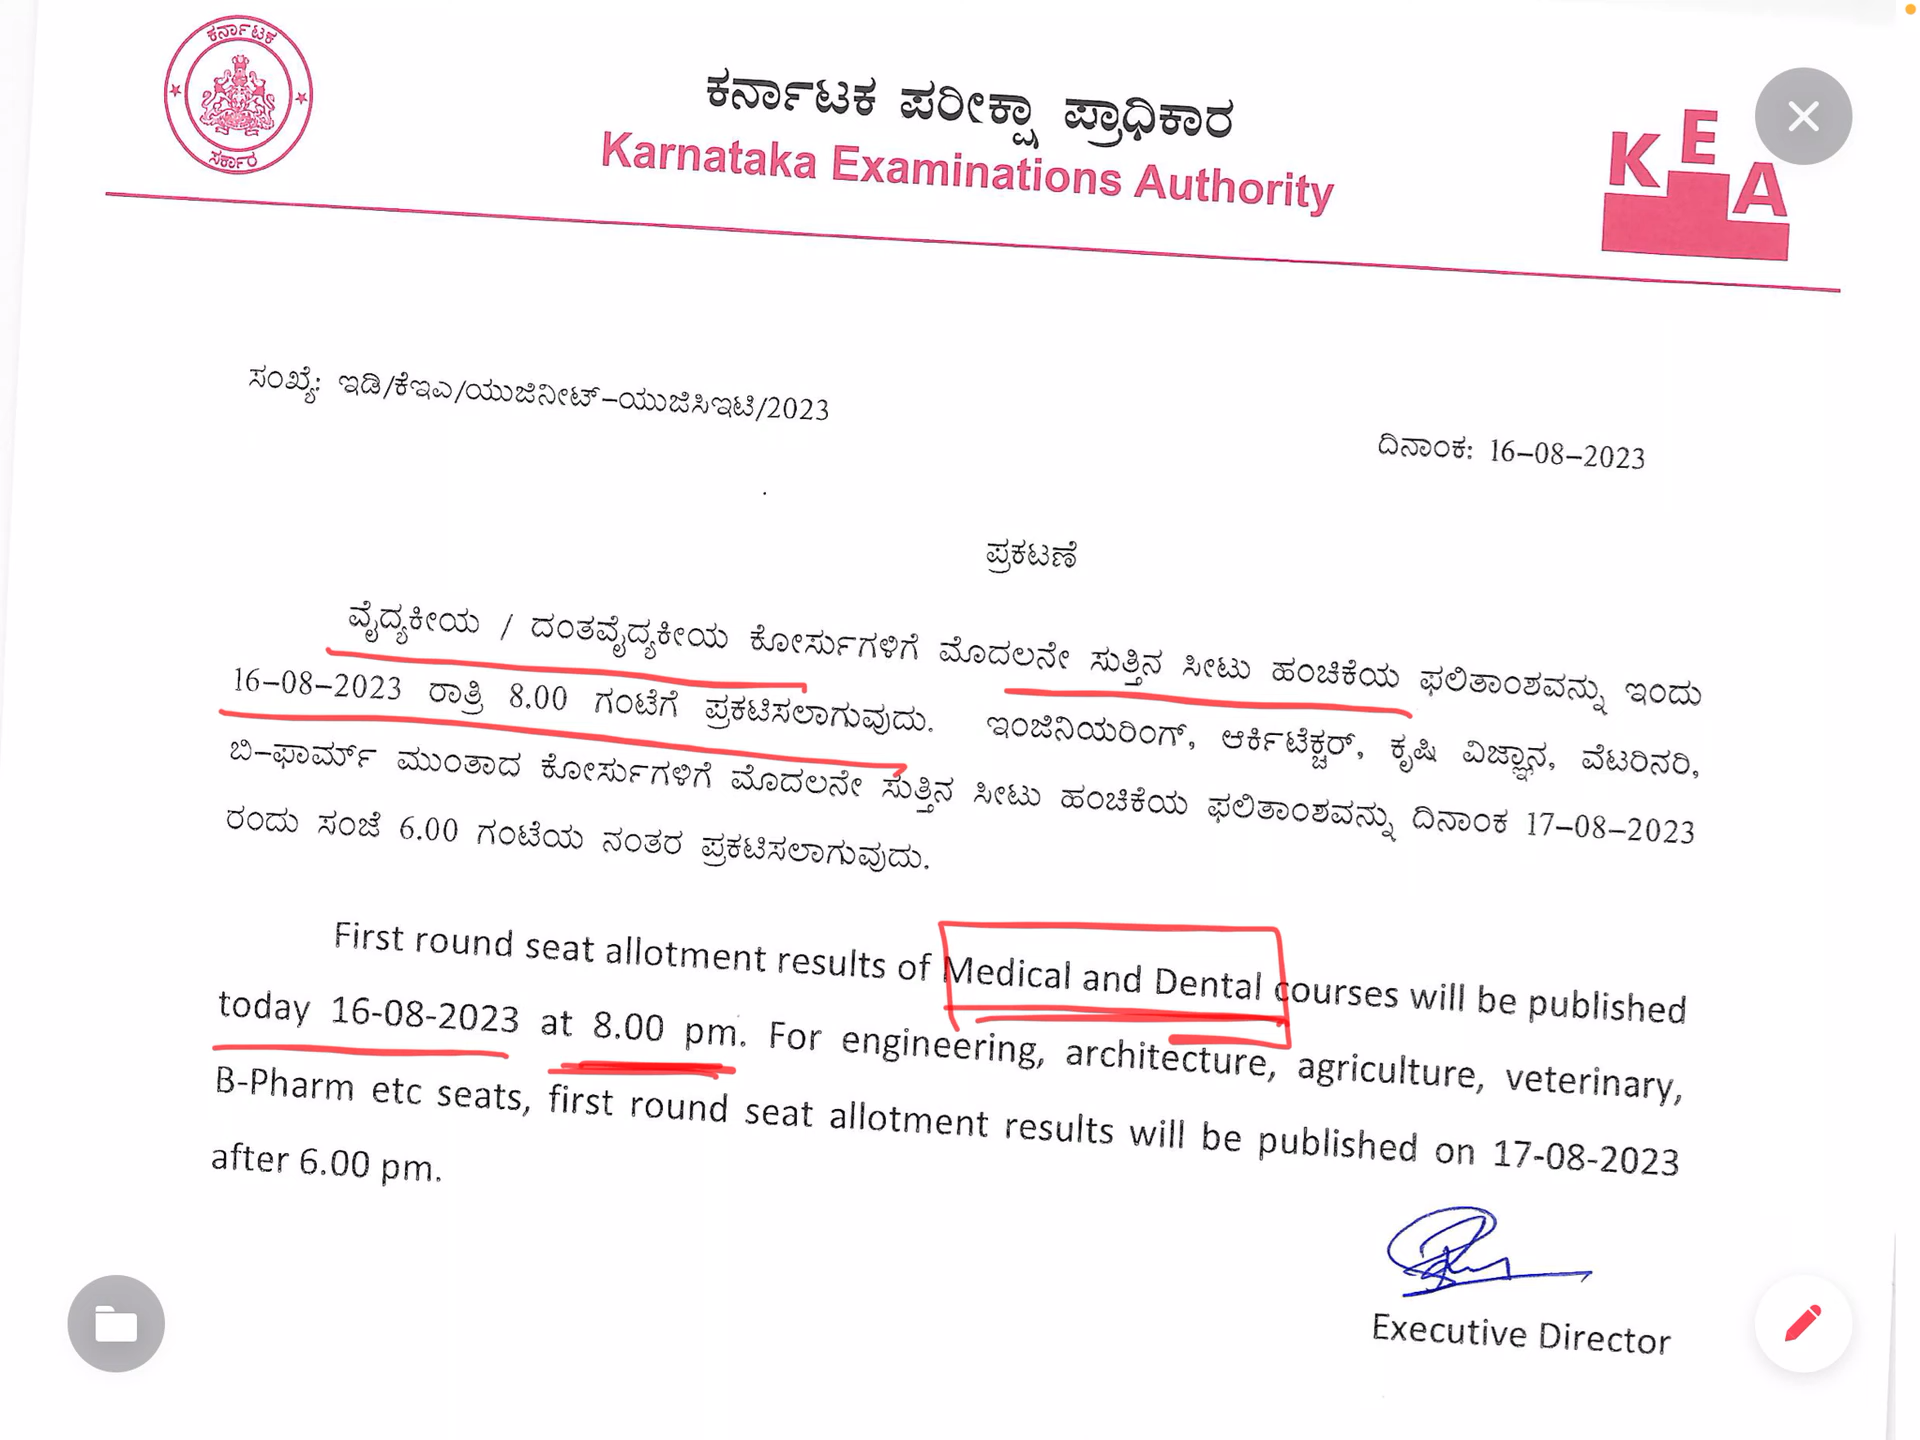 ಕರ್ನಾಟಕ
ಸರ್ಕಾರ
ಕರ್ನಾಟಕ ಪರೀಕ್ಷಾ ಪ್ರಾಧಿಕಾರ
Karnataka Examinations Authority
KEA
ಸಂಖ್ಯೆ: ಇಡಿ/ಕೆಇಎ/ಯುಜಿನೀಟ್–ಯುಜಿಸಿಇಟಿ/2023
ದಿನಾಂಕ: 16–08–2023
ಪ್ರಕಟಣೆ
ವೈದ್ಯಕೀಯ / ದಂತವೈದ್ಯಕೀಯ ಕೋರ್ಸುಗಳಿಗೆ ಮೊದಲನೇ ಸುತ್ತಿನ ಸೀಟು ಹಂಚಿಕೆಯ ಫಲಿತಾಂಶವನ್ನು ಇಂದು
16–08–2023 ರಾತ್ರಿ 8.00 ಗಂಟೆಗೆ ಪ್ರಕಟಿಸಲಾಗುವುದು. ಇಂಜಿನಿಯರಿಂಗ್, ಆರ್ಕಿಟೆಕ್ಚರ್, ಕೃಷಿ ವಿಜ್ಞಾನ, ವೆಟರಿನರಿ,
ಬಿ–ಫಾರ್ಮ್ ಮುಂತಾದ ಕೋರ್ಸುಗಳಿಗೆ ಮೊದಲನೇ ಸುತ್ತಿನ ಸೀಟು ಹಂಚಿಕೆಯ ಫಲಿತಾಂಶವನ್ನು ದಿನಾಂಕ 17–08–2023
ರಂದು ಸಂಜೆ 6.00 ಗಂಟೆಯ ನಂತರ ಪ್ರಕಟಿಸಲಾಗುವುದು.
First round seat allotment results of Medical and Dental courses will be published
today 16-08-2023 at 8.00 pm. For engineering, architecture, agriculture, veterinary,
B-Pharm etc seats, first round seat allotment results will be published on 17-08-2023
after 6.00 pm.
Executive Director